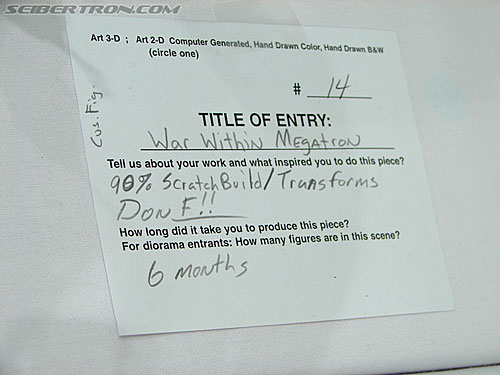 SEIBERTRON.COM
Art 3-D ; Art 2-D Computer Generated, Hand Drawn Color, Hand Drawn B&W
(circle one)
Cus. Fig.
# 14
TITLE OF ENTRY:
War Within Megatron
Tell us about your work and what inspired you to do this piece?
90% ScratchBuild/Transforms
Don F!!
How long did it take you to produce this piece?
For diorama entrants: How many figures are in this scene?
6 months